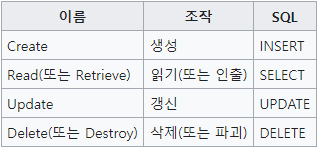 이름 조작 SQL
Create 생성 INSERT
Read(또는 Retrieve) 읽기(또는 인출) SELECT
Update 갱신 UPDATE
Delete(또는 Destroy) 삭제(또는 파괴) DELETE